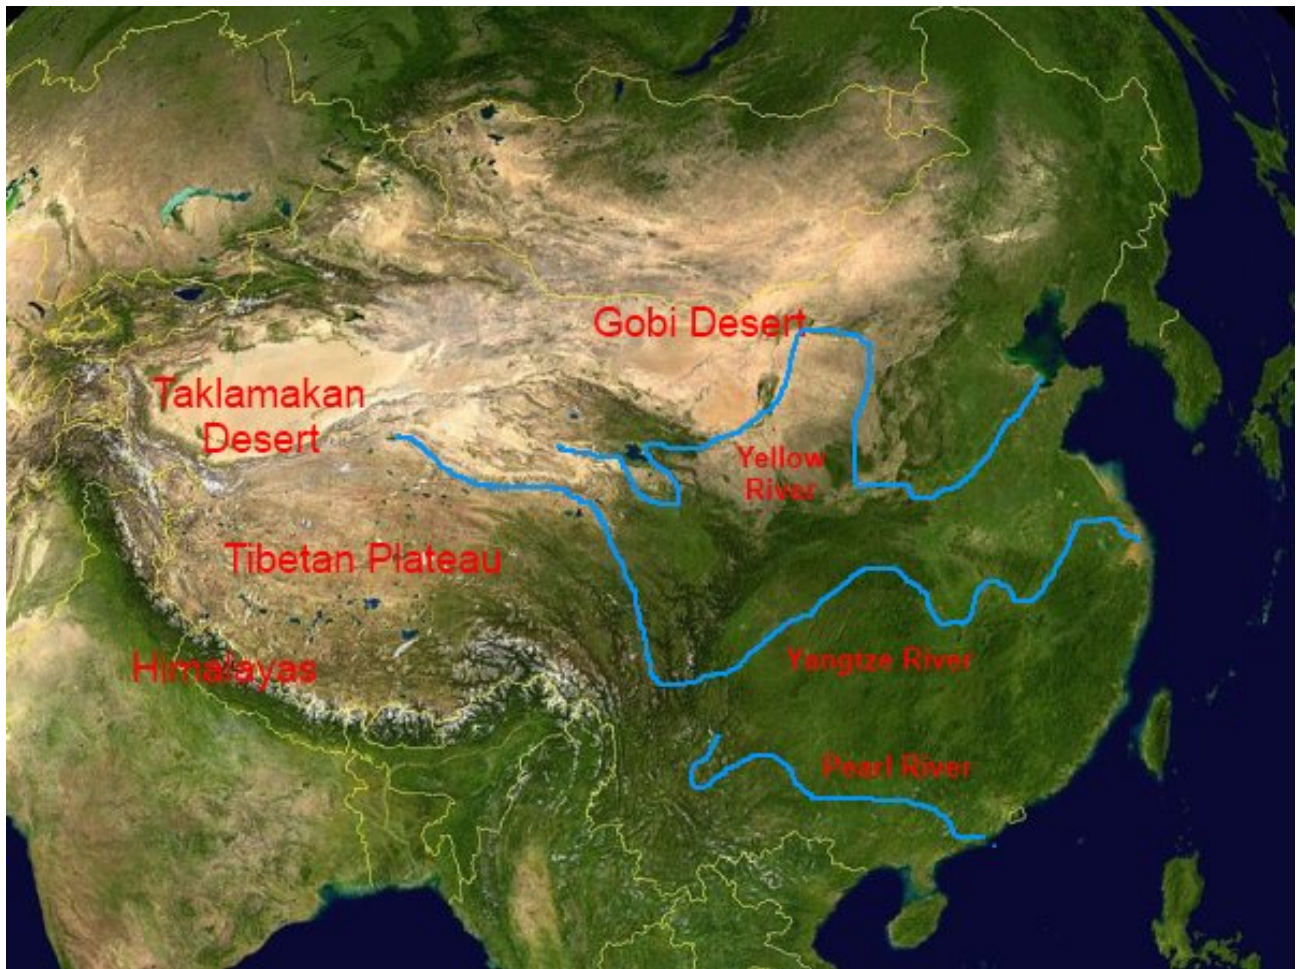 Gobi Desert
Taklamakan
Desert
Yellow
River
Tibetan Plateau
Himalayas
Yangtze River
Pearl River